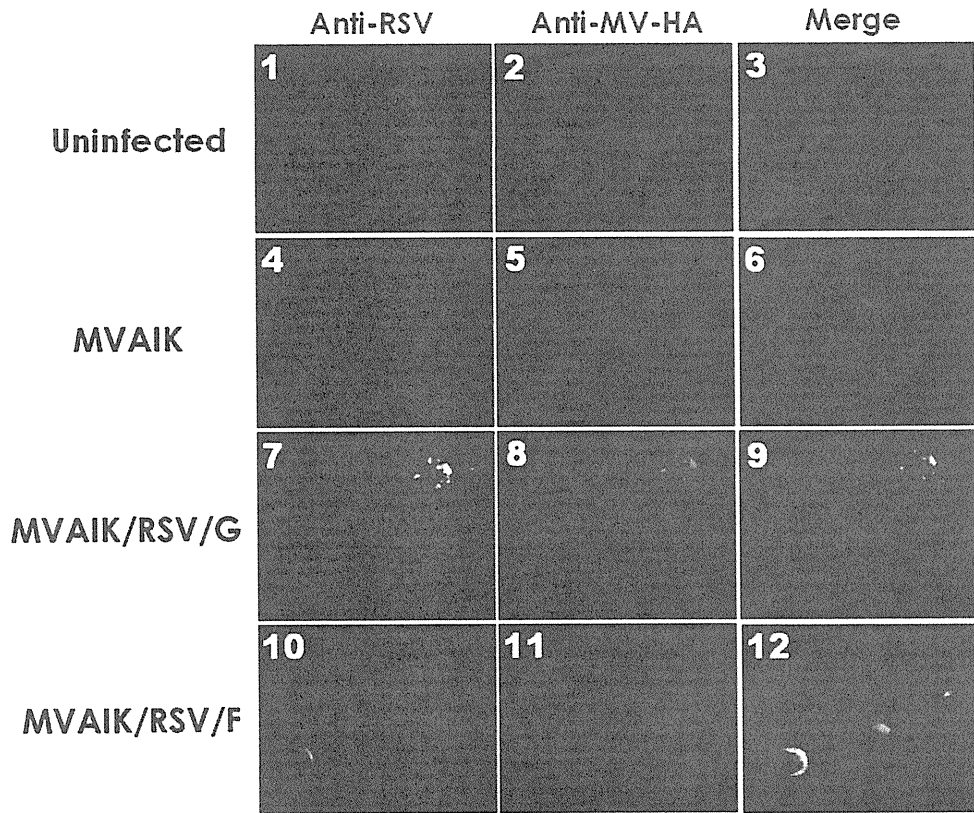 Anti-RSV Anti-MV-HA Merge
Uninfected
1 2 3
MVAIK
4 5 6
MVAIK/RSV/G
7 8 9
MVAIK/RSV/F
10 11 12